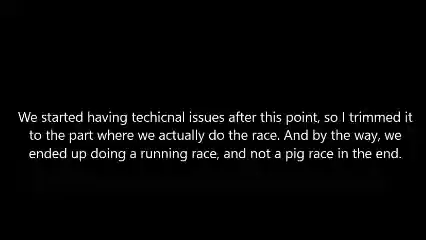 We started having techicnal issues after this point, so I trimmed it
to the part where we actually do the race. And by the way, we
ended up doing a running race, and not a pig race in the end.